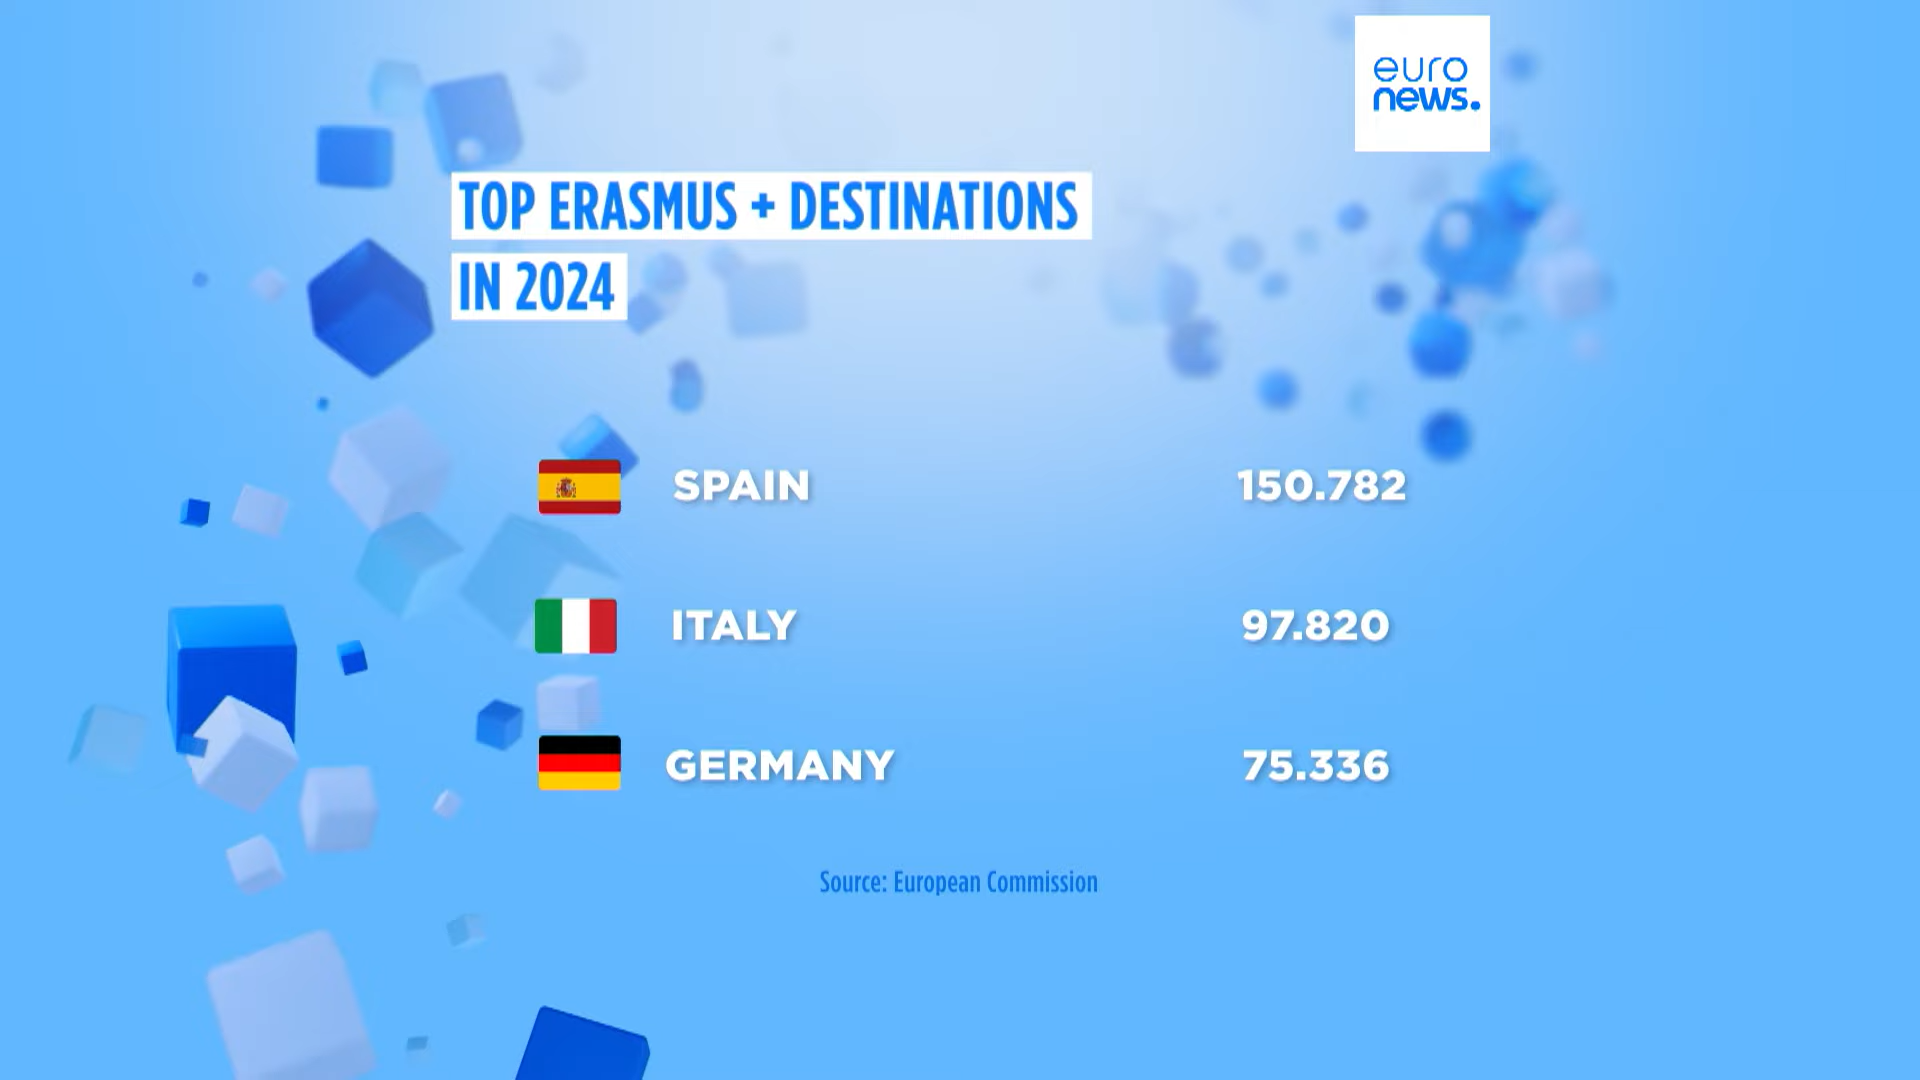 euro
news.
TOP ERASMUS + DESTINATIONS
IN 2024
SPAIN 150.782
ITALY 97.820
GERMANY 75.336
Source: European Commission